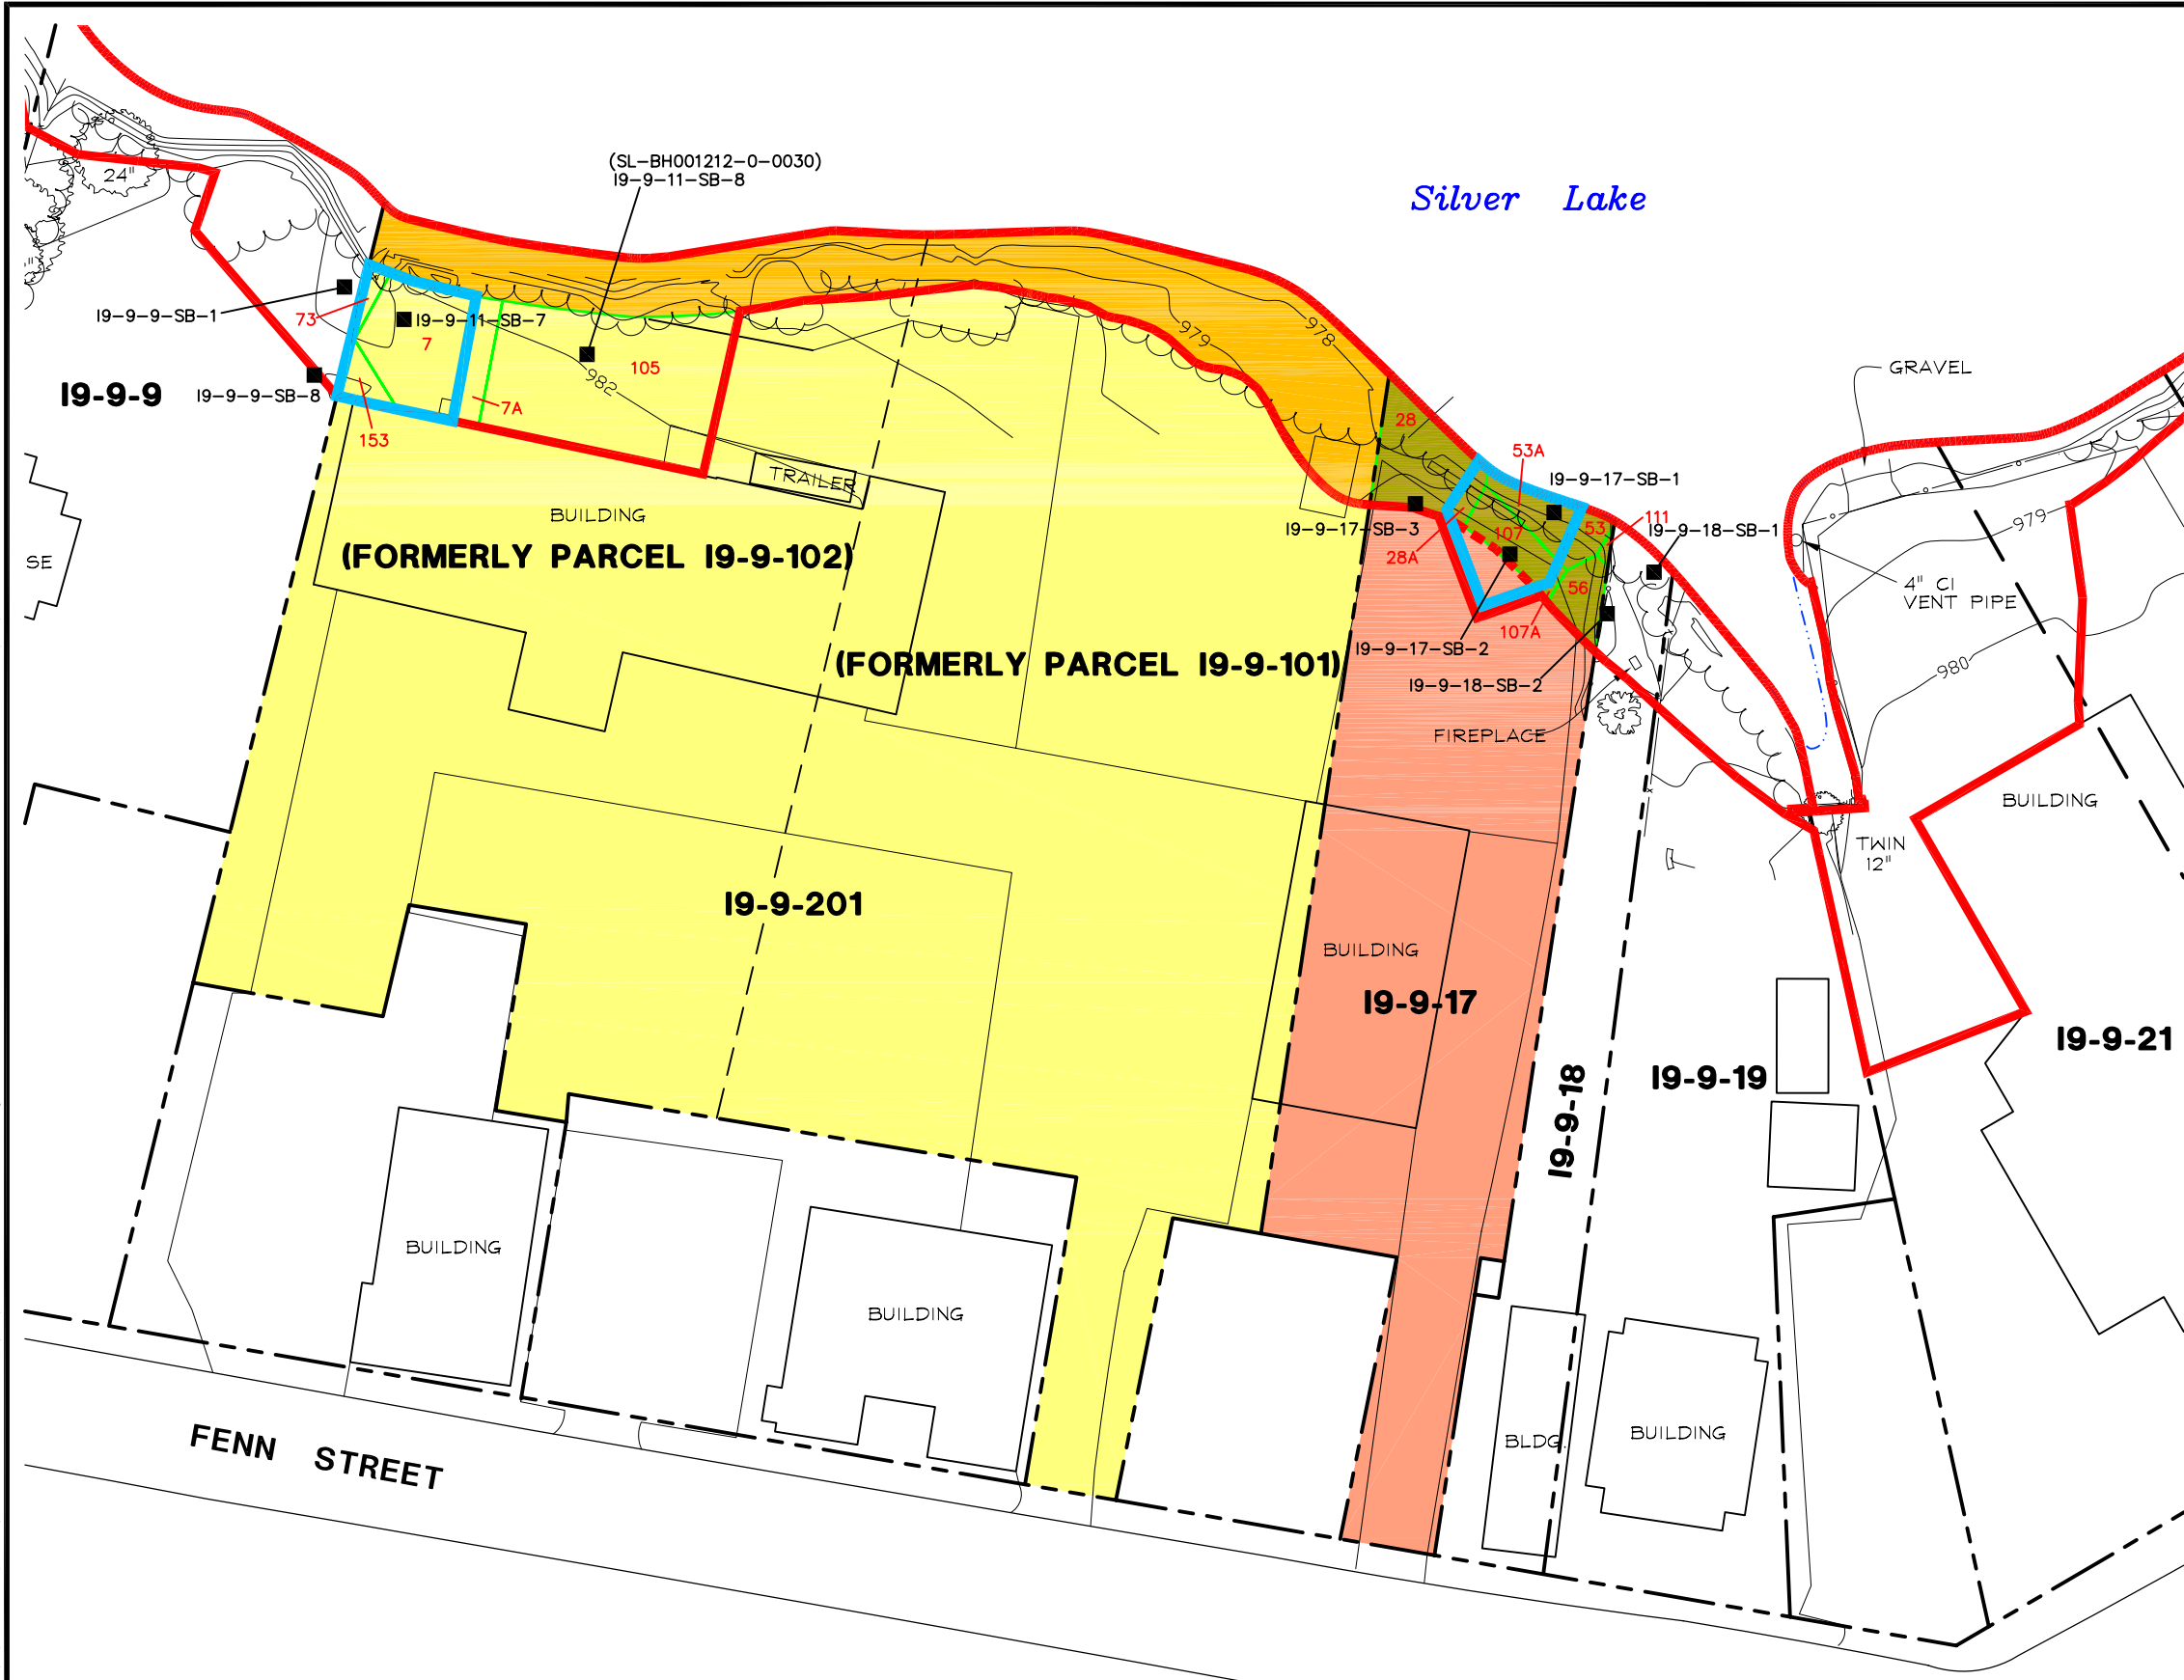 (SL-BH001212-0-0030)
I9-9-11-SB-8
Silver Lake
24"
I9-9-9-SB-1
73
I9-9-11-SB-7
7
105
982
7A
153
I9-9-9
I9-9-9-SB-8
979
978
GRAVEL
28
53A
I9-9-17-SB-1
TRAILER
BUILDING
(FORMERLY PARCEL I9-9-102)
I9-9-17-SB-3
107
53
111
I9-9-18-SB-1
979
28A
56
4" CI
VENT PIPE
SE
107A
I9-9-17-SB-2
(FORMERLY PARCEL I9-9-101)
I9-9-18-SB-2
980
FIREPLACE
BUILDING
TWIN
12"
I9-9-201
BUILDING
I9-9-17
I9-9-18
I9-9-19
I9-9-21
BUILDING
BUILDING
BLDG.
BUILDING
FENN STREET